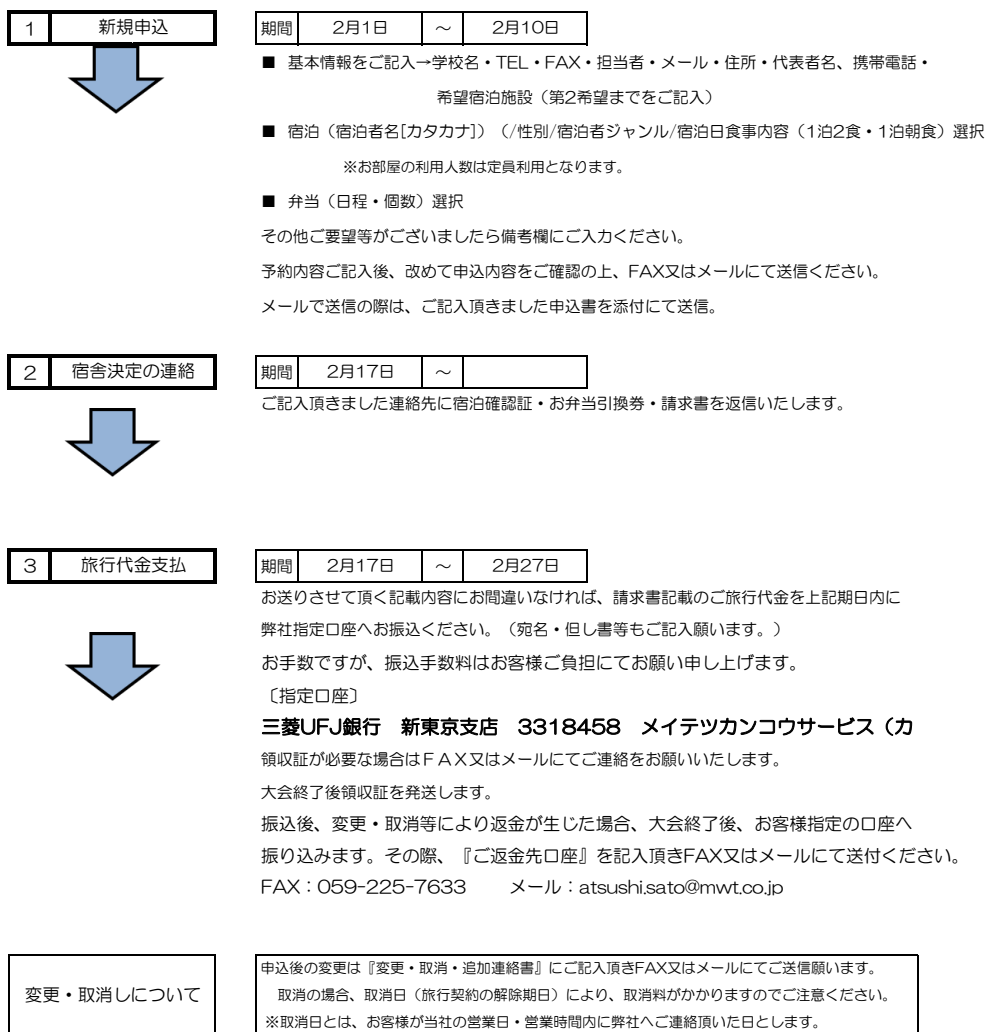 1 新規申込 期間 2月1日 ～ 2月10日
■ 基本情報をご記入→学校名・TEL・FAX・担当者・メール・住所・代表者名、携帯電話・
希望宿泊施設（第2希望までをご記入）
■ 宿泊（宿泊者名[カタカナ]）（/性別/宿泊者ジャンル/宿泊日食事内容（1泊2食・1泊朝食）選択
※お部屋の利用人数は定員利用となります。
■ 弁当（日程・個数）選択
その他ご要望等がございましたら備考欄にご入力ください。
予約内容ご記入後、改めて申込内容をご確認の上、FAX又はメールにて送信ください。
メールで送信の際は、ご記入頂きました申込書を添付にて送信。
2 宿舎決定の連絡 期間 2月17日 ～
ご記入頂きました連絡先に宿泊確認証・お弁当引換券・請求書を返信いたします。
3 旅行代金支払 期間 2月17日 ～ 2月27日
お送りさせて頂く記載内容にお間違いなければ、請求書記載のご旅行代金を上記期日内に
弊社指定口座へお振込ください。（宛名・但し書等もご記入願います。）
お手数ですが、振込手数料はお客様ご負担にてお願い申し上げます。
〔指定口座〕
三菱UFJ銀行　新東京支店　3318458　メイテツカンコウサービス（カ
領収証が必要な場合はＦＡＸ又はメールにてご連絡をお願いいたします。
大会終了後領収証を発送します。
振込後、変更・取消等により返金が生じた場合、大会終了後、お客様指定の口座へ
振り込みます。その際、『ご返金先口座』を記入頂きFAX又はメールにて送付ください。
FAX：059-225-7633　　メール：atsushi.sato@mwt.co.jp
変更・取消しについて
申込後の変更は『変更・取消・追加連絡書』にご記入頂きFAX又はメールにてご送信願います。
取消の場合、取消日（旅行契約の解除期日）により、取消料がかかりますのでご注意ください。
※取消日とは、お客様が当社の営業日・営業時間内に弊社へご連絡頂いた日とします。